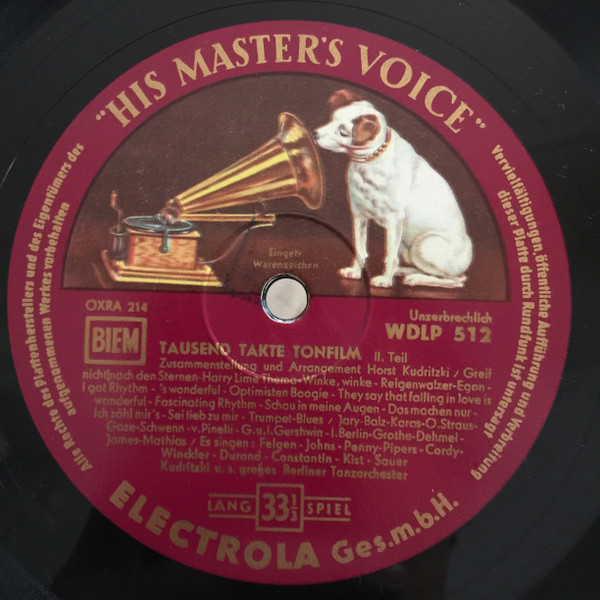 "HIS MASTER'S VOICE"
Alle Rechte des Plattenherstellers und des Eigentümers des
aufgenommenen Werkes vorbehalten
Vervielfältigungen, öffentliche Aufführung und Verbreitung
dieser Platte durch Rundfunk ist untersagt
Eingetr.
Warenzeichen
OXRA 214
BIEM
Unzerbrechlich
WDLP 512
TAUSEND TAKTE TONFILM II. Teil
Zusammenstellung und Arrangement Horst Kudritzki / Greif
nicht nach den Sternen - Harry Lime Thema - Winke, winke - Reigenwalzer - Egon -
I got Rhythm - 's wonderful - Optimisten Boogie - They say that falling in love is
wonderful - Fascinating Rhythm - Schau in meine Augen - Das machen nur -
Ich zähl mir's - Sei lieb zu mir - Trumpet-Blues / Jary-Balz-Karas-O.Straus-
Gaze-Schwenn-v.Pinelli-G.u.I.Gershwin-I.Berlin-Grothe-Dehmel-
James-Mathias / Es singen: Felgen-Johns-Penny-Pipers-Cordy-
Winckler-Durand-Constantin-Kist-Sauer
Kudritzki u. s. großes Berliner Tanzorchester
LANG 33⅓ SPIEL
ELECTROLA Ges.m.b.H.